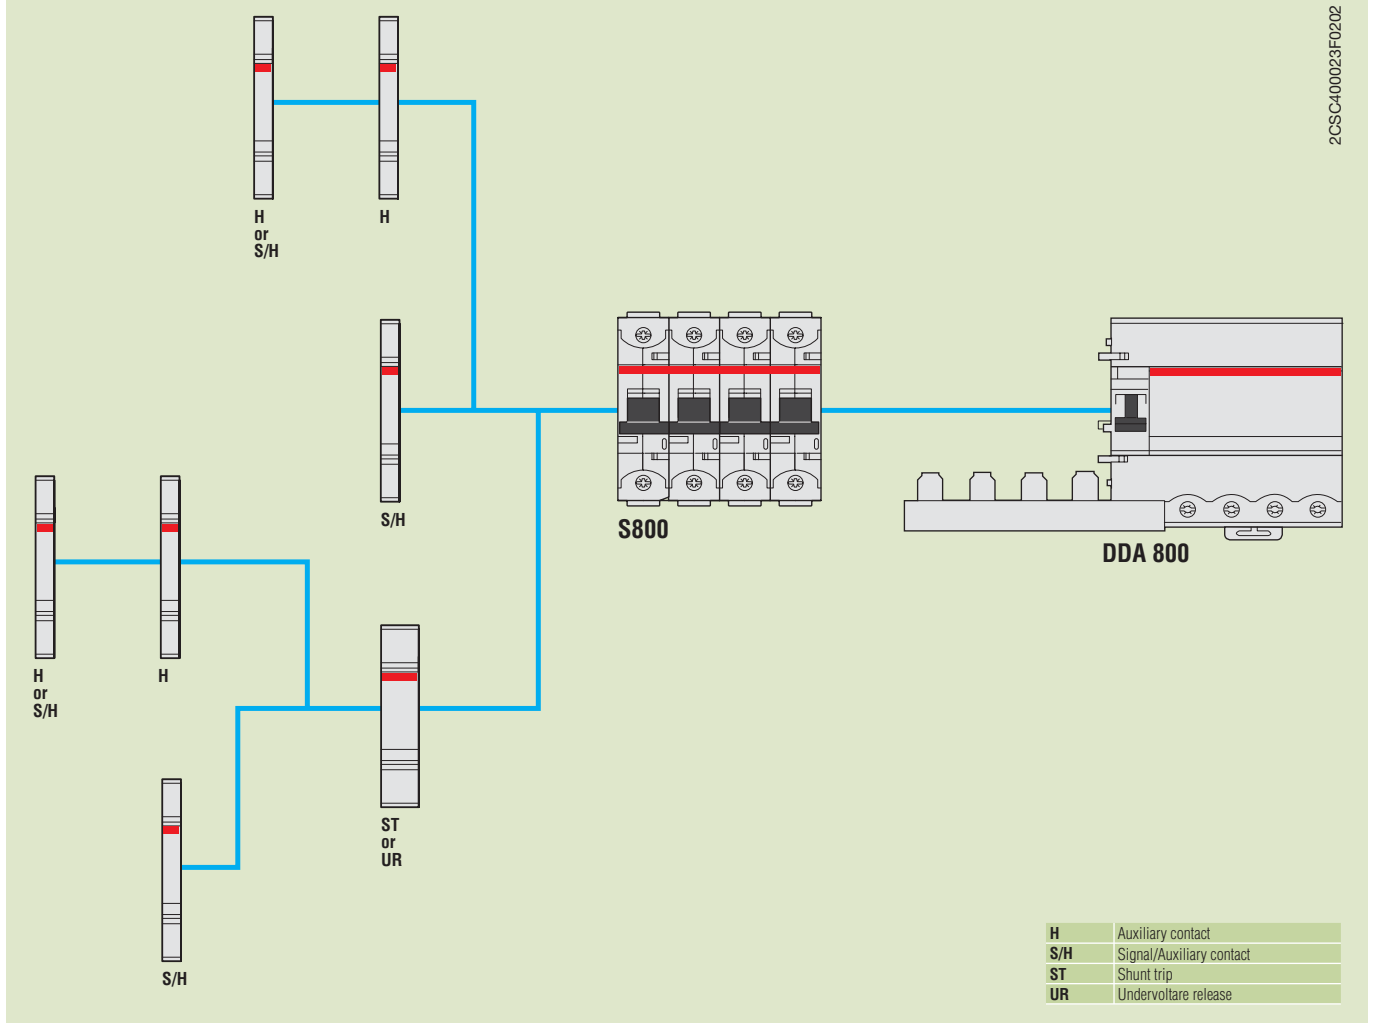 2CSC400023F0202
H
or
S/H
H
S/H
S800
DDA 800
H
or
S/H
H
ST
or
UR
S/H
H Auxiliary contact
S/H Signal/Auxiliary contact
ST Shunt trip
UR Undervoltare release